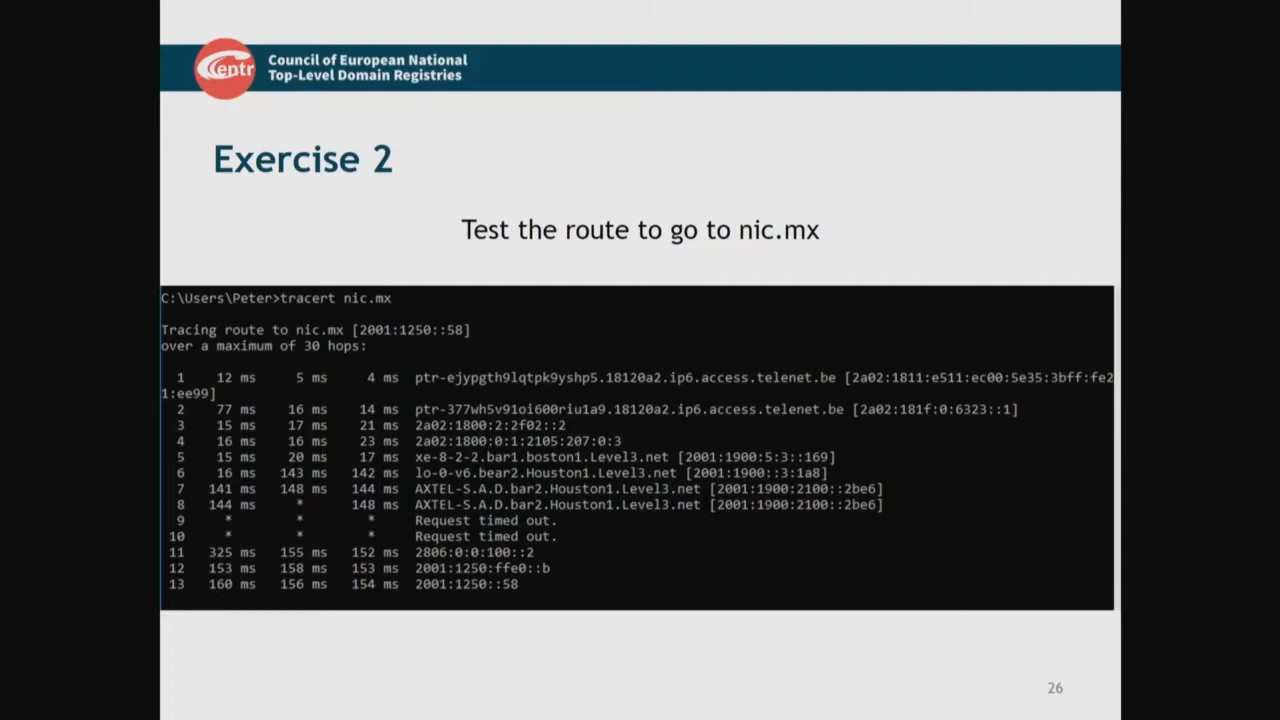 centr
Council of European National
Top-Level Domain Registries
Exercise 2
Test the route to go to nic.mx
C:\Users\Peter>tracert nic.mx
Tracing route to nic.mx [2001:1250::58]
over a maximum of 30 hops:
1 12 ms 5 ms 4 ms ptr-ejypgth9lqtpk9yshp5.18120a2.ip6.access.telenet.be [2a02:1811:e511:ec00:5e35:3bff:fe2
1:ee99]
2 77 ms 16 ms 14 ms ptr-377wh5v91oi600riu1a9.18120a2.ip6.access.telenet.be [2a02:181f:0:6323::1]
3 15 ms 17 ms 21 ms 2a02:1800:2:2f02::2
4 16 ms 16 ms 23 ms 2a02:1800:0:1:2105:207:0:3
5 15 ms 20 ms 17 ms xe-8-2-2.bar1.boston1.Level3.net [2001:1900:5:3::169]
6 16 ms 143 ms 142 ms lo-0-v6.bear2.Houston1.Level3.net [2001:1900::3:1a8]
7 141 ms 148 ms 144 ms AXTEL-S.A.D.bar2.Houston1.Level3.net [2001:1900:2100::2be6]
8 144 ms * 148 ms AXTEL-S.A.D.bar2.Houston1.Level3.net [2001:1900:2100::2be6]
9 * * * Request timed out.
10 * * * Request timed out.
11 325 ms 155 ms 152 ms 2806:0:0:100::2
12 153 ms 158 ms 153 ms 2001:1250:ffe0::b
13 160 ms 156 ms 154 ms 2001:1250::58
26